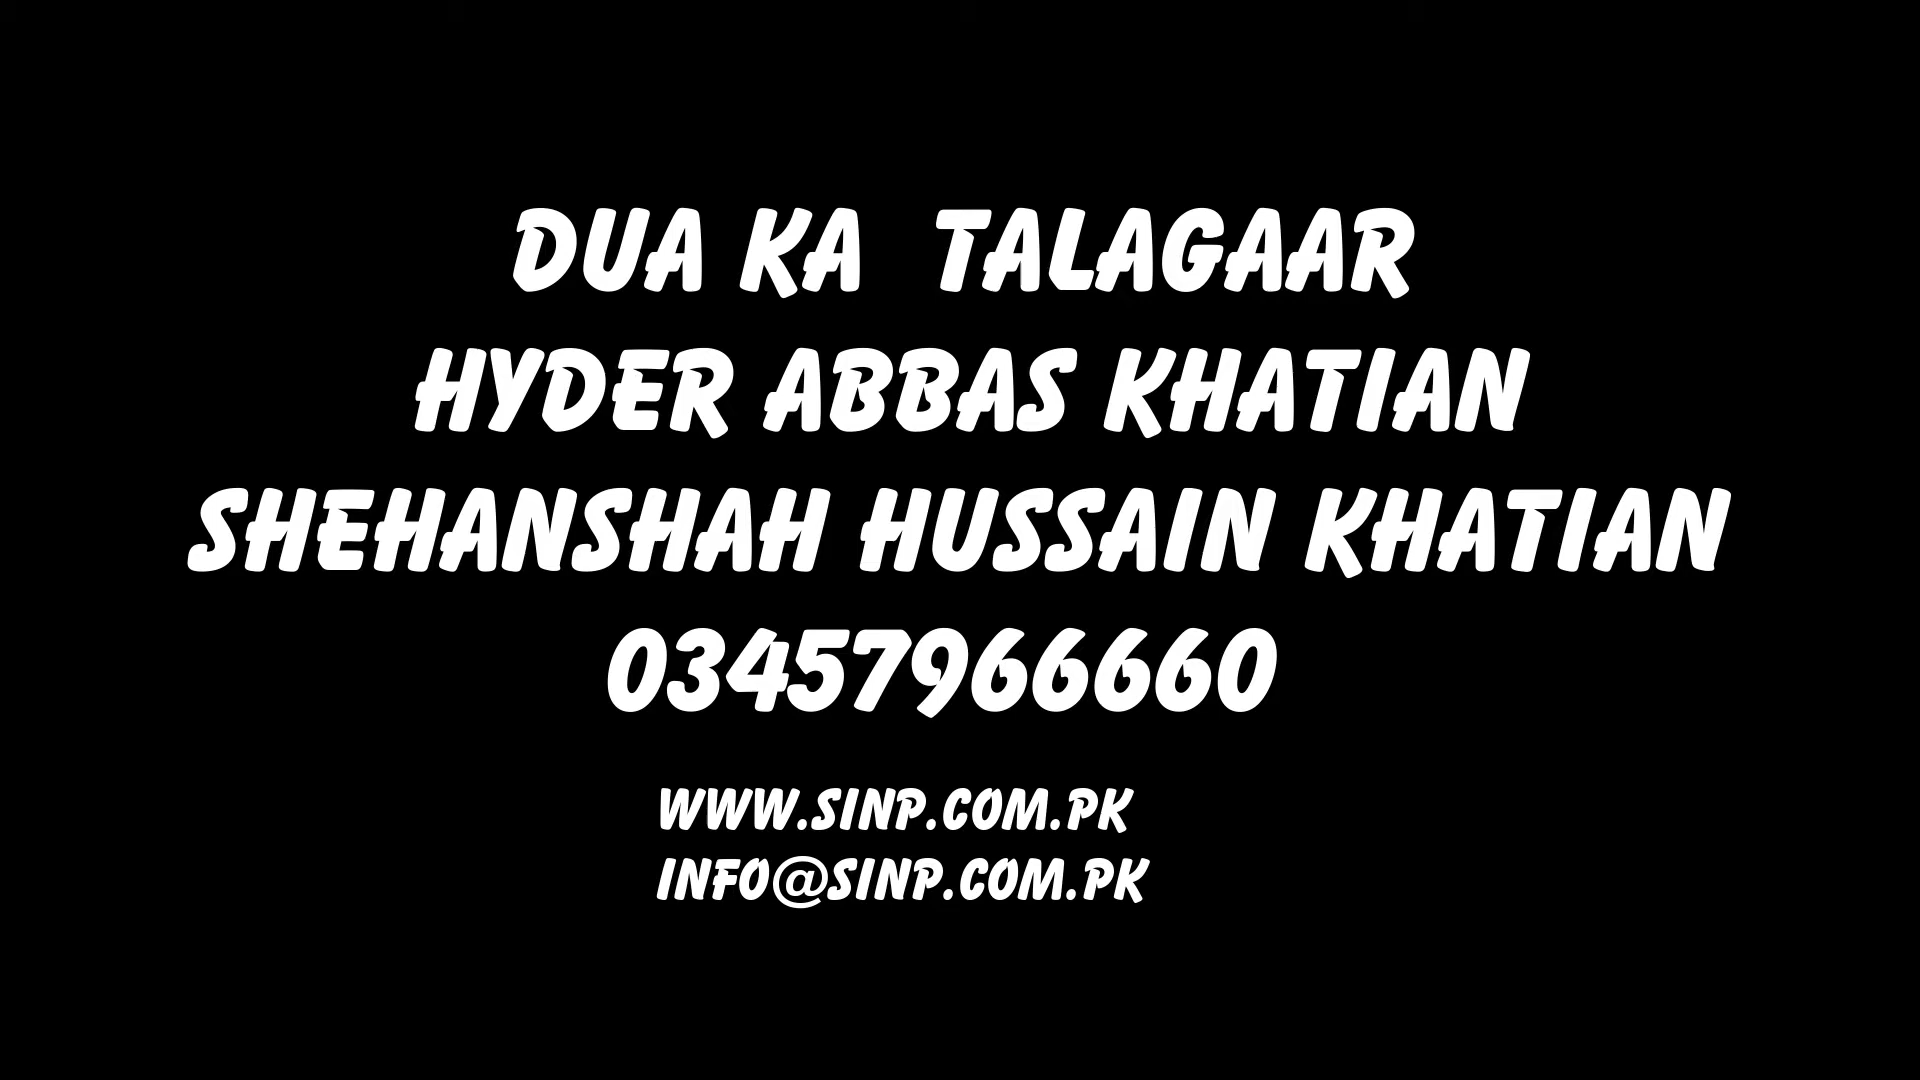 DUA KA TALAGAAR
HYDER ABBAS KHATIAN
SHEHANSHAH HUSSAIN KHATIAN
03457966660
WWW.SINP.COM.PK
INFO@SINP.COM.PK